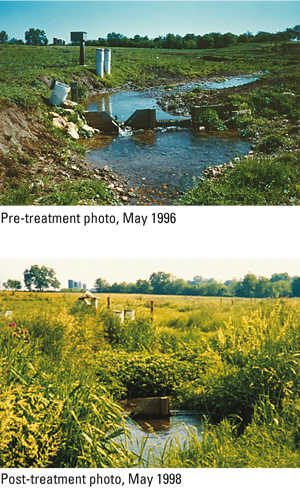 Pre-treatment photo, May 1996
Post-treatment photo, May 1998